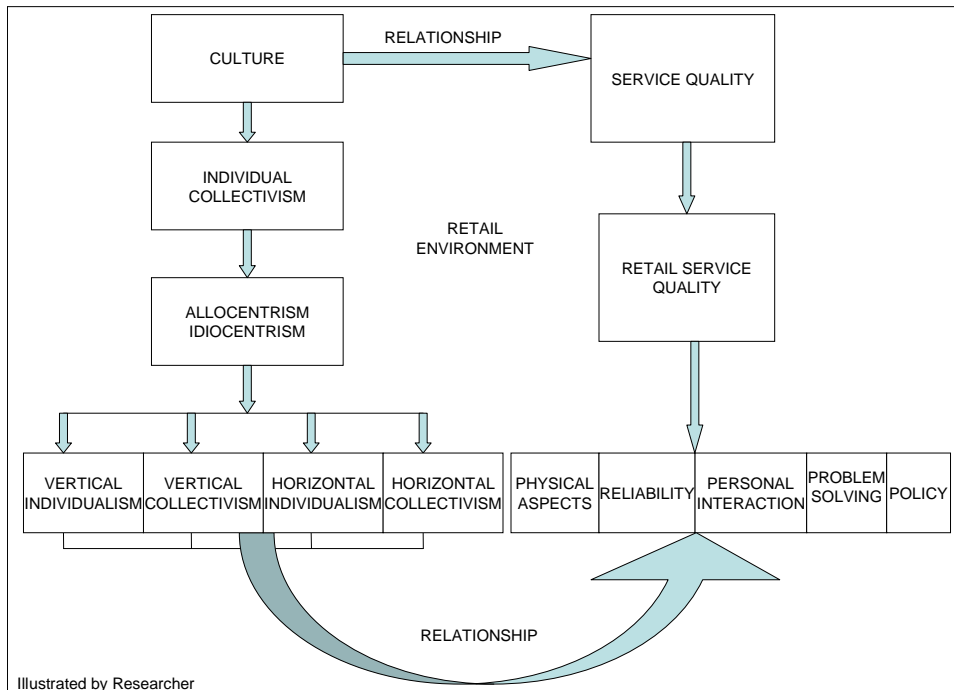 CULTURE
RELATIONSHIP
SERVICE QUALITY
INDIVIDUAL
COLLECTIVISM
RETAIL
ENVIRONMENT
RETAIL SERVICE
QUALITY
ALLOCENTRISM
IDIOCENTRISM
VERTICAL
INDIVIDUALISM
VERTICAL
COLLECTIVISM
HORIZONTAL
INDIVIDUALISM
HORIZONTAL
COLLECTIVISM
PHYSICAL
ASPECTS
RELIABILITY
PERSONAL
INTERACTION
PROBLEM
SOLVING
POLICY
RELATIONSHIP
Illustrated by Researcher